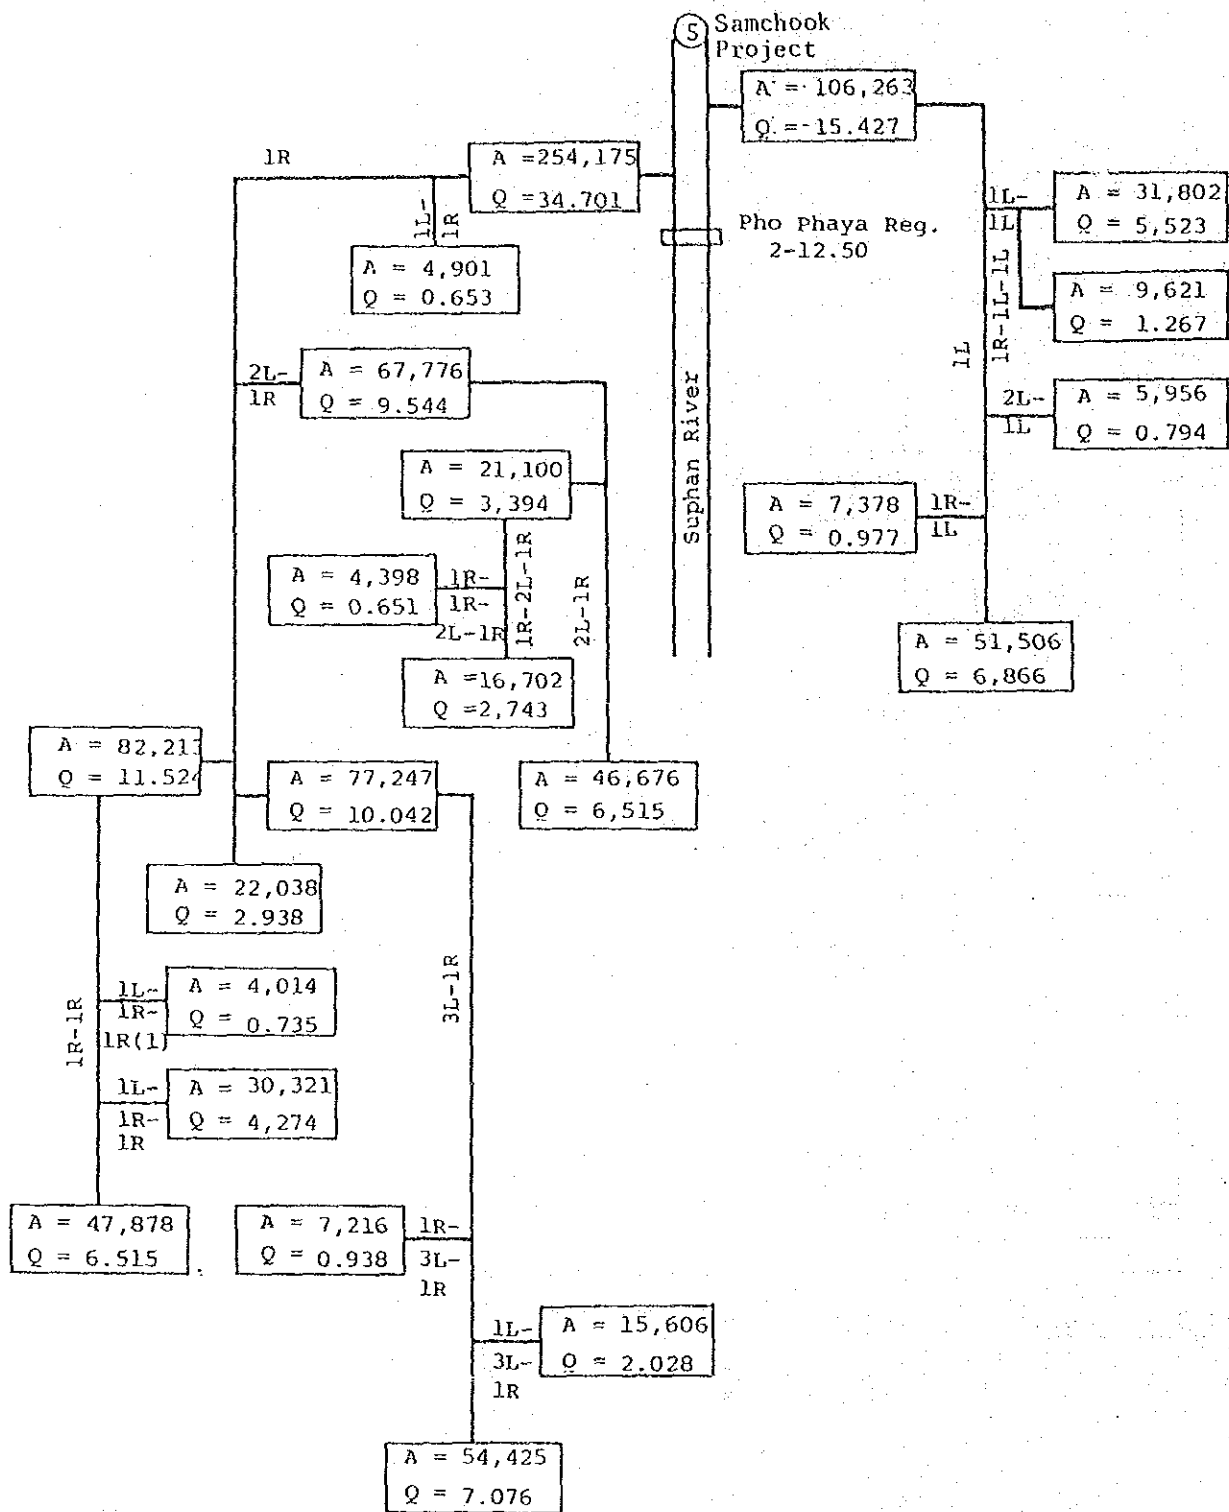 S Samchook
Project
A = 106,263
Q = 15.427
1R
A =254,175
Q =34.701
1L-
1R
A = 4,901
Q = 0.653
Pho Phaya Reg.
2-12.50
Suphan River
1L-
1L
A = 31,802
Q = 5,523
1R-1L-1L
A = 9,621
Q = 1.267
1L
2L-
1L
A = 5,956
Q = 0.794
1R-
1L
A = 7,378
Q = 0.977
A = 51,506
Q = 6,866
2L-
1R
A = 67,776
Q = 9.544
A = 21,100
Q = 3,394
1R-2L-1R
A = 4,398
Q = 0.651
1R-
1R-
2L-1R
2L-1R
A =16,702
Q =2,743
A = 82,213
Q = 11.524
A = 77,247
Q = 10.042
A = 46,676
Q = 6,515
A = 22,038
Q = 2.938
1R-1R
1L-
1R-
1R(1)
A = 4,014
Q = 0.735
3L-1R
1L-
1R-
1R
A = 30,321
Q = 4,274
A = 47,878
Q = 6.515
A = 7,216
Q = 0.938
1R-
3L-
1R
1L-
3L-
1R
A = 15,606
Q = 2.028
A = 54,425
Q = 7.076